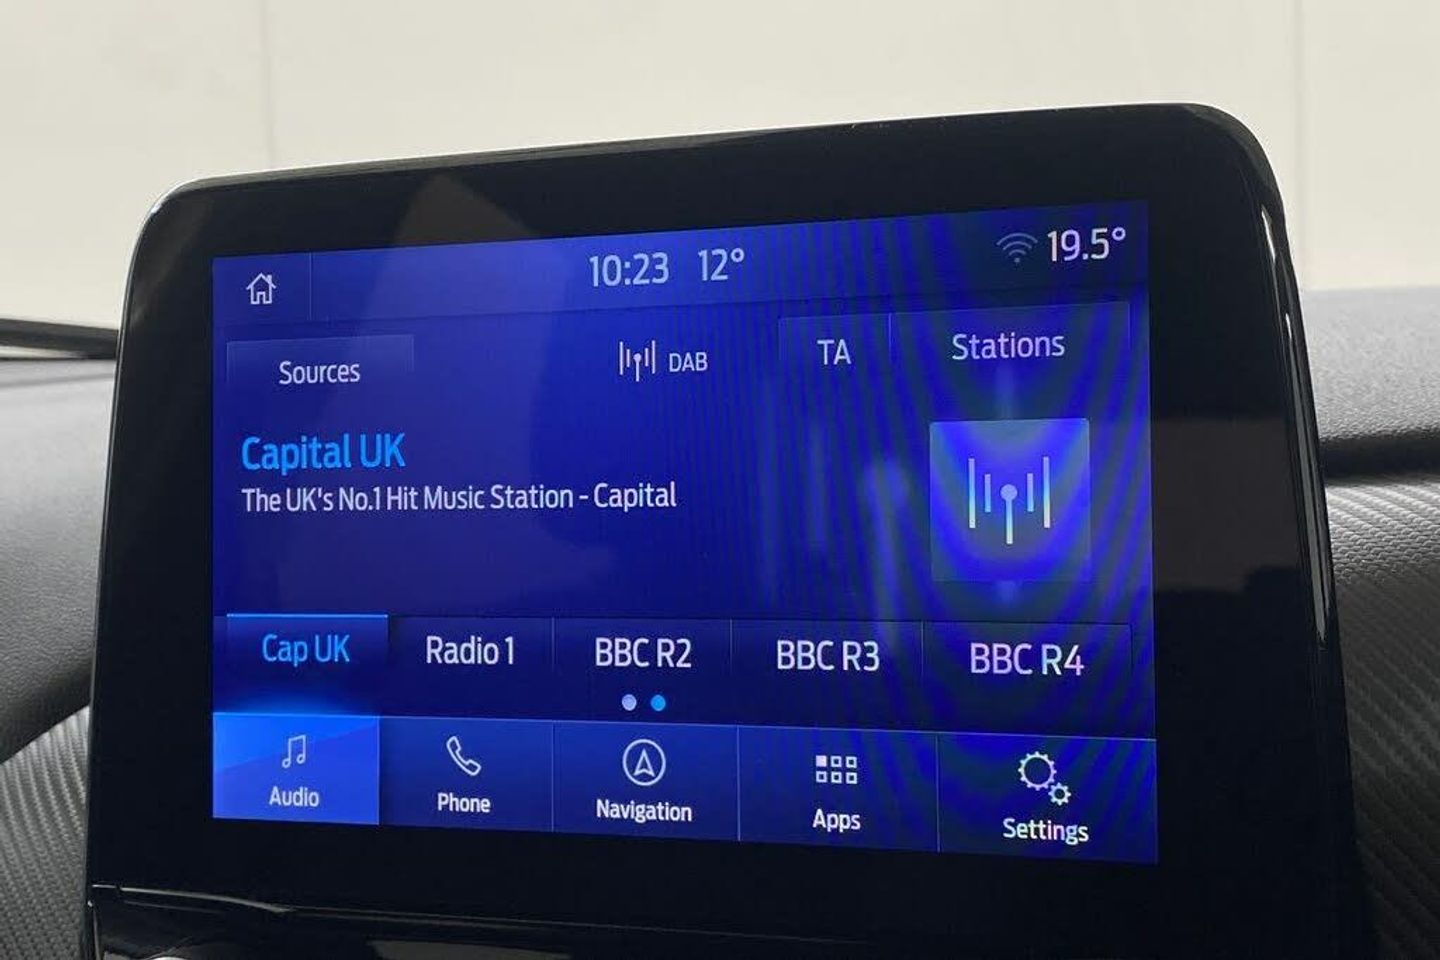 10:23 12° 19.5°
Sources DAB TA Stations
Capital UK
The UK's No.1 Hit Music Station - Capital
Cap UK Radio 1 BBC R2 BBC R3 BBC R4
Audio Phone Navigation Apps Settings